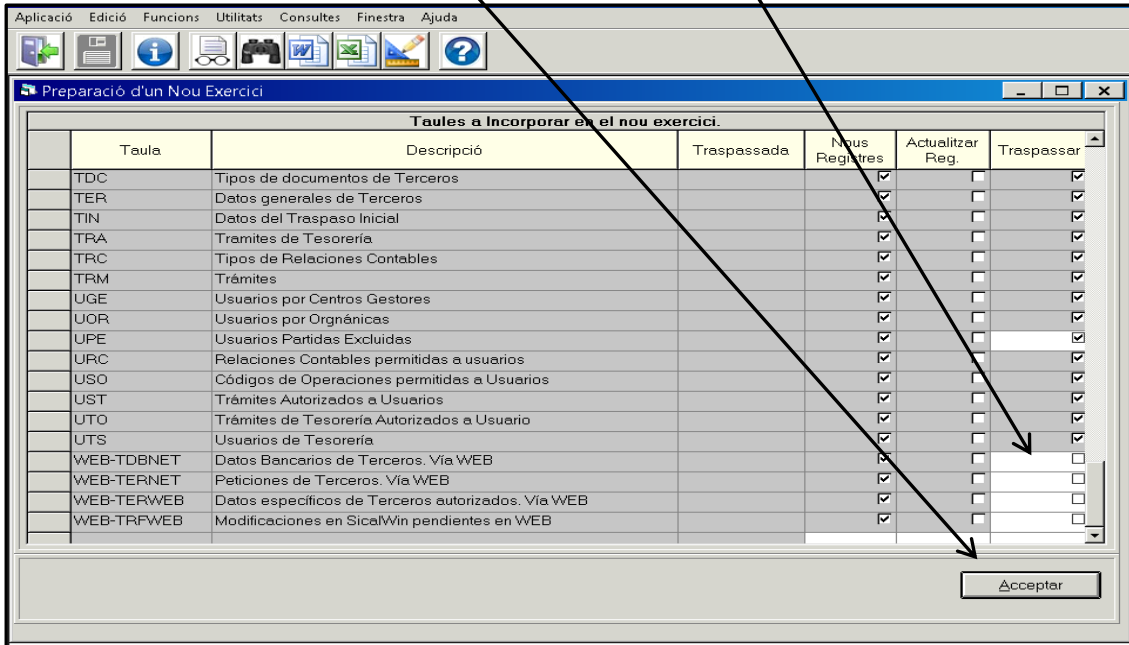 Aplicació Edició Funcions Utilitats Consultes Finestra Ajuda
Preparació d'un Nou Exercici
Taules a Incorporar en el nou exercici.
Taula Descripció Traspassada Nous Registres Actualitzar Reg. Traspassar
TDC Tipos de documentos de Terceros
TER Datos generales de Terceros
TIN Datos del Traspaso Inicial
TRA Tramites de Tesorería
TRC Tipos de Relaciones Contables
TRM Trámites
UGE Usuarios por Centros Gestores
UOR Usuarios por Orgnánicas
UPE Usuarios Partidas Excluidas
URC Relaciones Contables permitidas a usuarios
USO Códigos de Operaciones permitidas a Usuarios
UST Trámites Autorizados a Usuarios
UTO Trámites de Tesorería Autorizados a Usuario
UTS Usuarios de Tesorería
WEB-TDBNET Datos Bancarios de Terceros. Vía WEB
WEB-TERNET Peticiones de Terceros. Vía WEB
WEB-TERWEB Datos específicos de Terceros autorizados. Vía WEB
WEB-TRFWEB Modificaciones en SicalWin pendientes en WEB
Acceptar